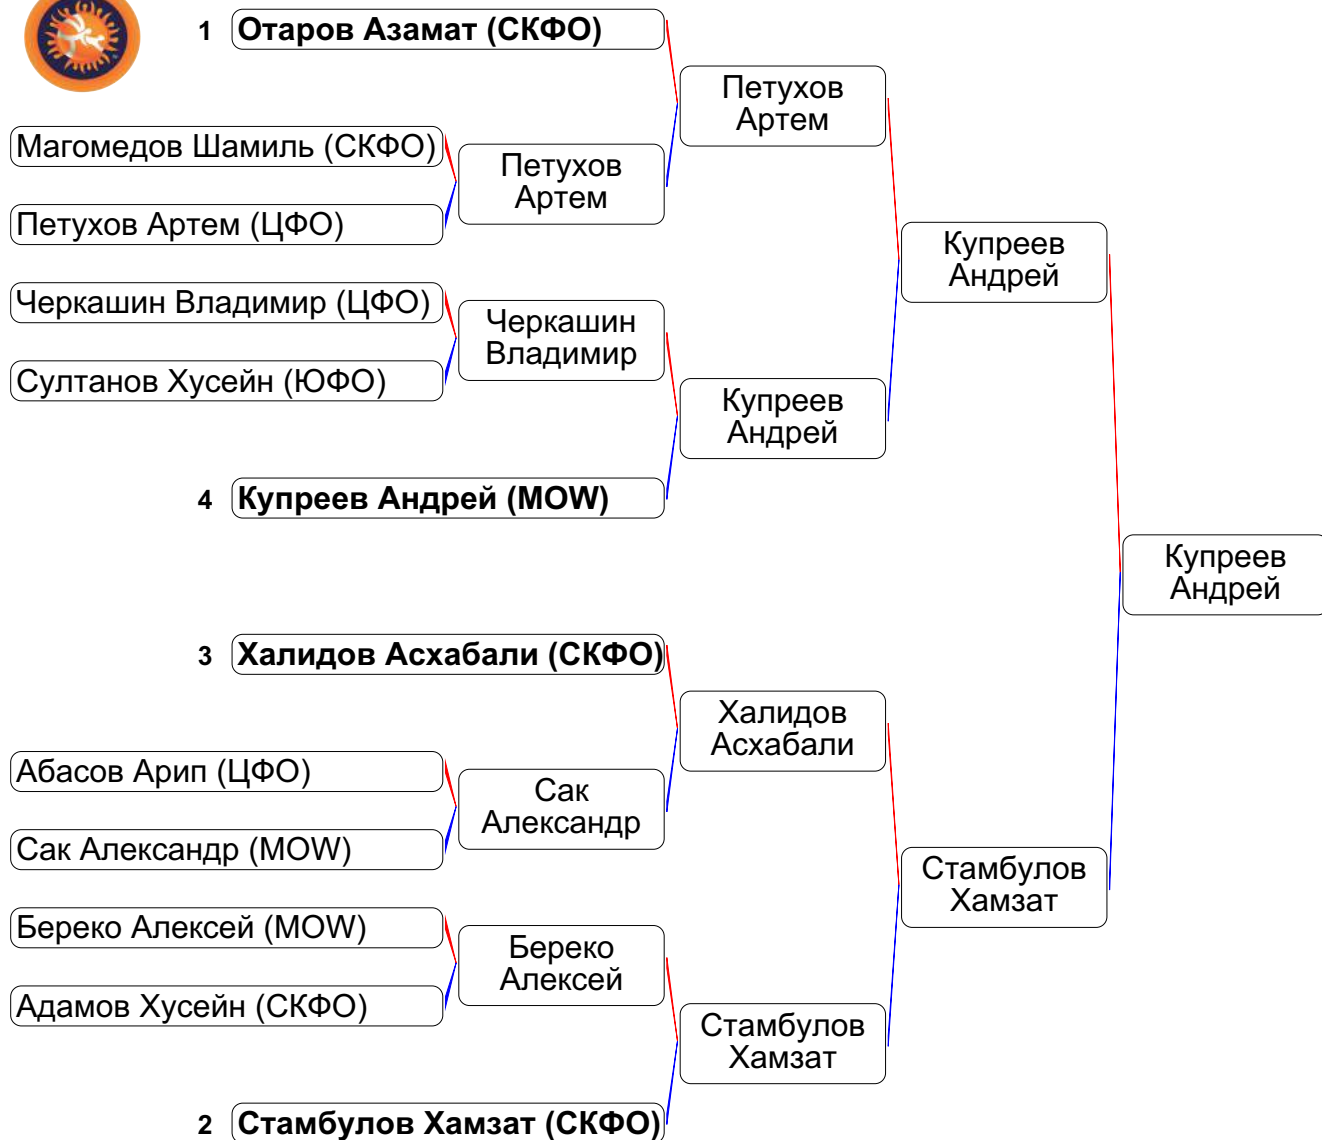 1 Отаров Азамат (СКФО)
Петухов
Артем
Магомедов Шамиль (СКФО)
Петухов
Артем
Петухов Артем (ЦФО)
Купреев
Андрей
Черкашин Владимир (ЦФО)
Черкашин
Владимир
Султанов Хусейн (ЮФО)
Купреев
Андрей
4 Купреев Андрей (MOW)
Купреев
Андрей
3 Халидов Асхабали (СКФО)
Халидов
Асхабали
Абасов Арип (ЦФО)
Сак
Александр
Сак Александр (MOW)
Стамбулов
Хамзат
Береко Алексей (MOW)
Береко
Алексей
Адамов Хусейн (СКФО)
Стамбулов
Хамзат
2 Стамбулов Хамзат (СКФО)